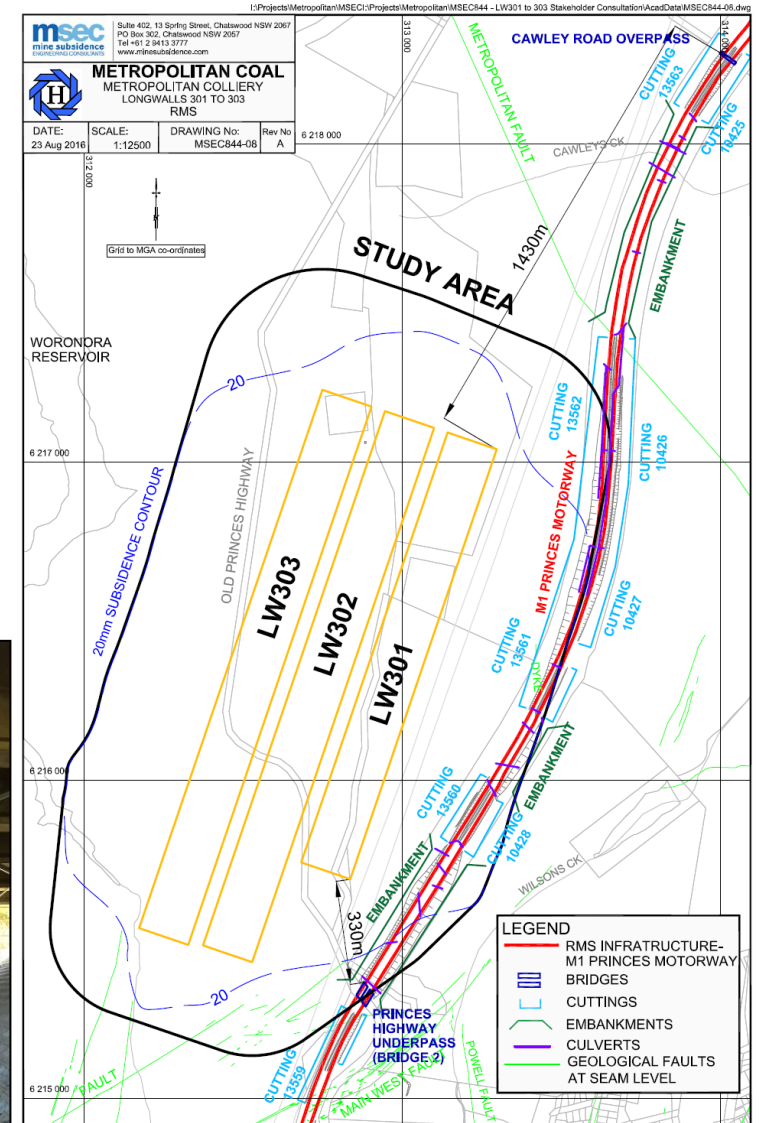 I:\Projects\Metropolitan\MSECI:\Projects\Metropolitan\MSEC844 - LW301 to 303 Stakeholder Consultation\AcadData\MSEC844-08.dwg
msec
mine subsidence
ENGINEERING CONSULTANTS
Suite 402, 13 Spring Street, Chatswood NSW 2067
PO Box 302, Chatswood NSW 2057
Tel +61 2 9413 3777
www.minesubsidence.com
H
METROPOLITAN COAL
METROPOLITAN COLLIERY
LONGWALLS 301 TO 303
RMS
DATE:
23 Aug 2016
SCALE:
1:12500
DRAWING No:
MSEC844-08
Rev No
A
312 000
313 000
314 000
6 218 000
6 217 000
6 216 000
6 215 000
Grid to MGA co-ordinates
CAWLEY ROAD OVERPASS
METROPOLITAN FAULT
CAWLEYS CK
CUTTING
13563
CUTTING
10425
EMBANKMENT
1430m
STUDY AREA
WORONORA
RESERVOIR
20
20mm SUBSIDENCE CONTOUR
OLD PRINCES HIGHWAY
LW303
LW302
LW301
CUTTING
13562
CUTTING
10426
M1 PRINCES MOTORWAY
CUTTING
10427
CUTTING
13561
DYKE
EMBANKMENT
CUTTING
13560
CUTTING
10428
EMBANKMENT
WILSONS CK
330m
20
PRINCES
HIGHWAY
UNDERPASS
(BRIDGE 2)
CUTTING
13559
FAULT
MAIN WEST FAULT
POWELL FAULT
LEGEND
RMS INFRATRUCTURE-
M1 PRINCES MOTORWAY
BRIDGES
CUTTINGS
EMBANKMENTS
CULVERTS
GEOLOGICAL FAULTS
AT SEAM LEVEL